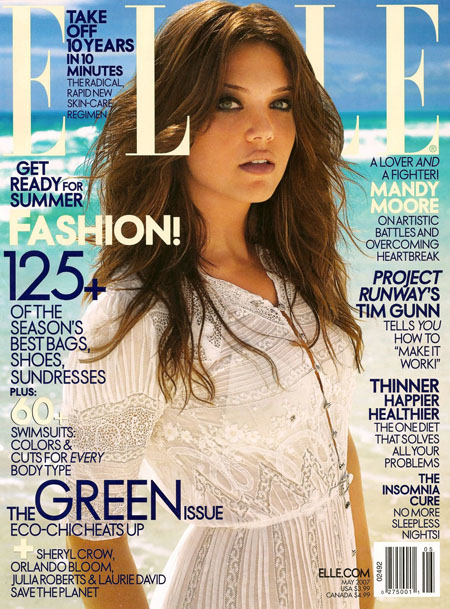 ELLE
TAKE
OFF
10 YEARS
IN 10
MINUTES
THE RADICAL,
RAPID NEW
SKIN-CARE
REGIMEN
GET
READY FOR
SUMMER
FASHION!
125+
OF THE
SEASON'S
BEST BAGS,
SHOES,
SUNDRESSES
PLUS:
60+
SWIMSUITS:
COLORS &
CUTS FOR EVERY
BODY TYPE
THE GREEN ISSUE
ECO-CHIC HEATS UP
+ SHERYL CROW,
ORLANDO BLOOM,
JULIA ROBERTS & LAURIE DAVID
SAVE THE PLANET
®
A LOVER AND
A FIGHTER!
MANDY
MOORE
ON ARTISTIC
BATTLES AND
OVERCOMING
HEARTBREAK
PROJECT
RUNWAY'S
TIM GUNN
TELLS YOU
HOW TO
"MAKE IT
WORK!"
THINNER
HAPPIER
HEALTHIER
THE ONE DIET
THAT SOLVES
ALL YOUR
PROBLEMS
THE
INSOMNIA
CURE
NO MORE
SLEEPLESS
NIGHTS!
ELLE.COM
MAY 2007
USA $3.99
CANADA $4.99
02492
05